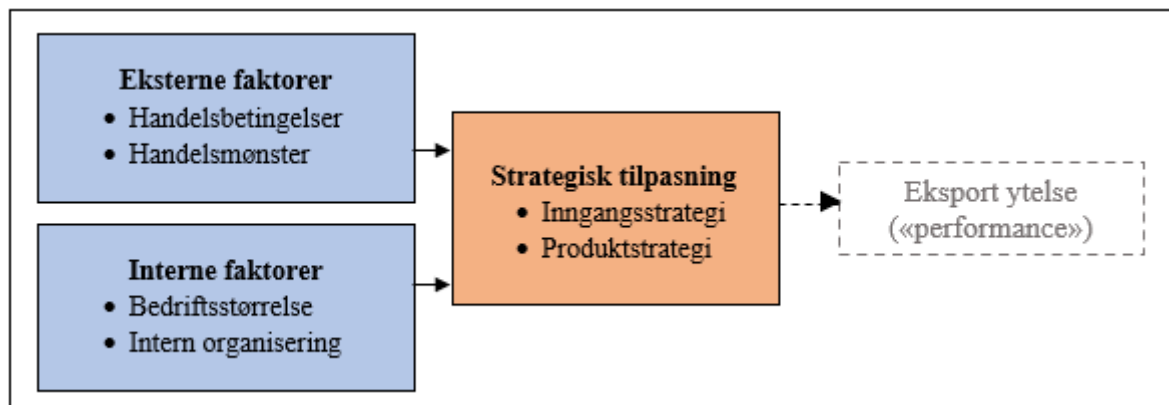 Eksterne faktorer
• Handelsbetingelser
• Handelsmønster
Interne faktorer
• Bedriftsstørrelse
• Intern organisering
Strategisk tilpasning
• Inngangsstrategi
• Produktstrategi
Eksport ytelse
(«performance»)